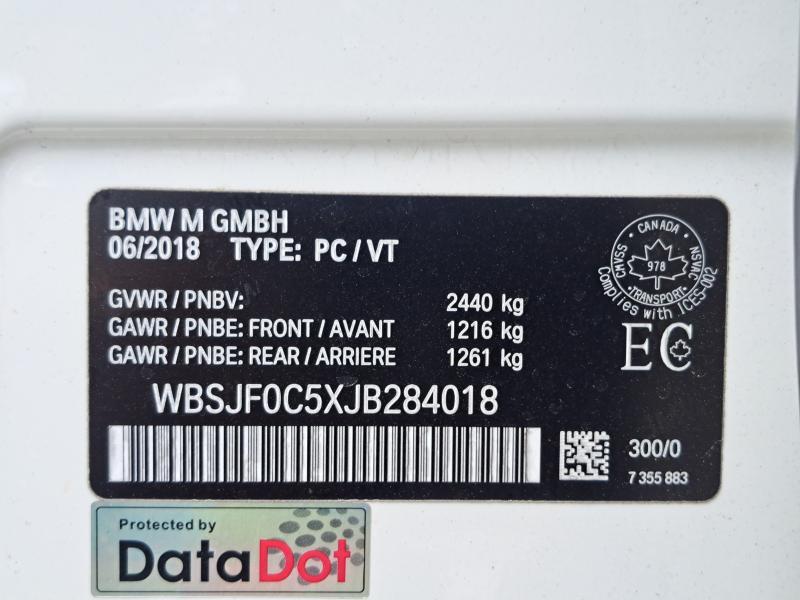 BMW M GMBH
06/2018 TYPE: PC / VT
GVWR / PNBV: 2440 kg
GAWR / PNBE: FRONT / AVANT 1216 kg
GAWR / PNBE: REAR / ARRIERE 1261 kg
WBSJF0C5XJB284018
CANADA
CMVSS
978
NSVAC
TRANSPORT
Complies with ICES-002
EC
300/0
7 355 883
Protected by
DataDot